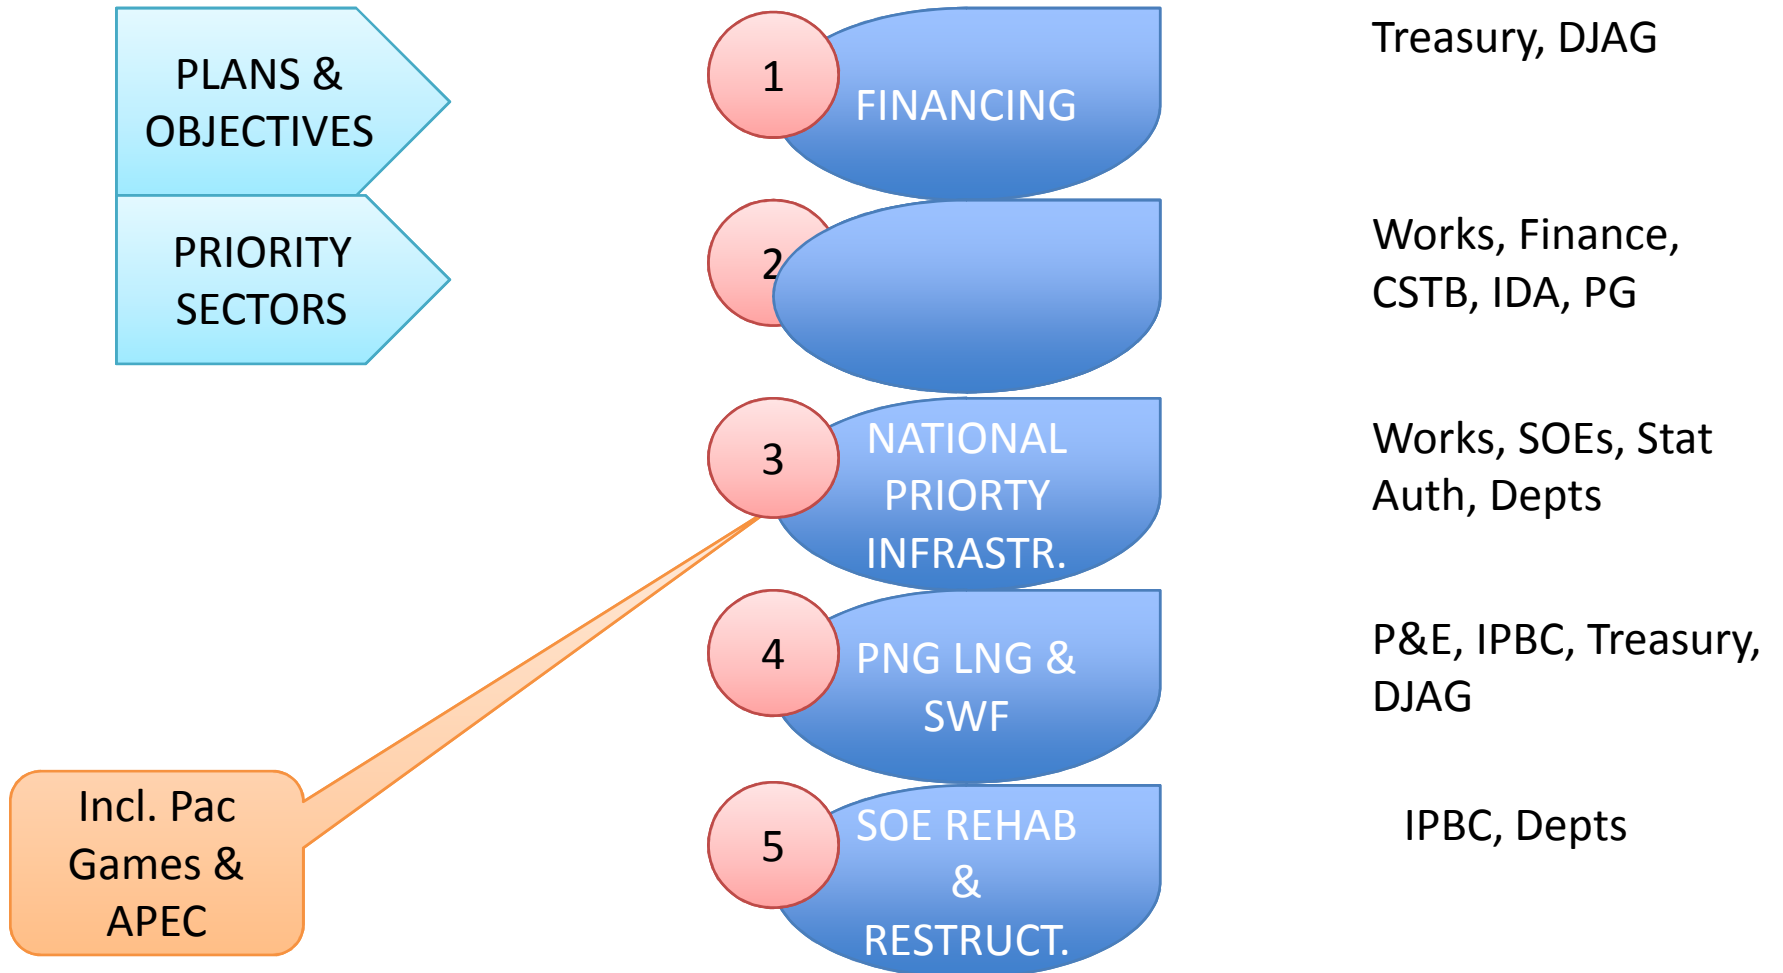 PLANS &
OBJECTIVES
PRIORITY
SECTORS
1
FINANCING
Treasury, DJAG
2
Works, Finance,
CSTB, IDA, PG
3
NATIONAL
PRIORTY
INFRASTR.
Works, SOEs, Stat
Auth, Depts
4
PNG LNG &
SWF
P&E, IPBC, Treasury,
DJAG
Incl. Pac
Games &
APEC
5
SOE REHAB
&
RESTRUCT.
IPBC, Depts